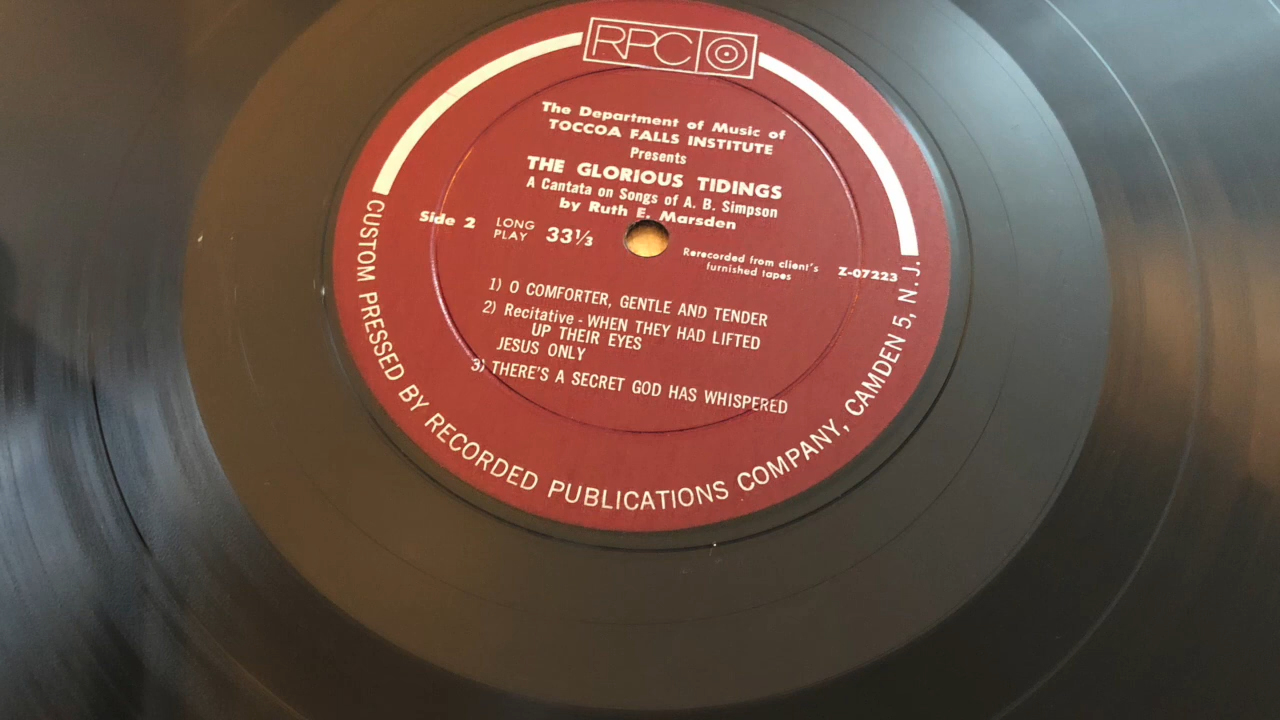 RPC
The Department of Music of
TOCCOA FALLS INSTITUTE
Presents
THE GLORIOUS TIDINGS
A Cantata on Songs of A. B. Simpson
by Ruth E. Marsden
Side 2
LONG PLAY 33⅓
Rerecorded from client's
furnished tapes
Z-07223
1) O COMFORTER, GENTLE AND TENDER
2) Recitative - WHEN THEY HAD LIFTED
UP THEIR EYES
JESUS ONLY
3) THERE'S A SECRET GOD HAS WHISPERED
CUSTOM PRESSED BY RECORDED PUBLICATIONS COMPANY, CAMDEN 5, N. J.